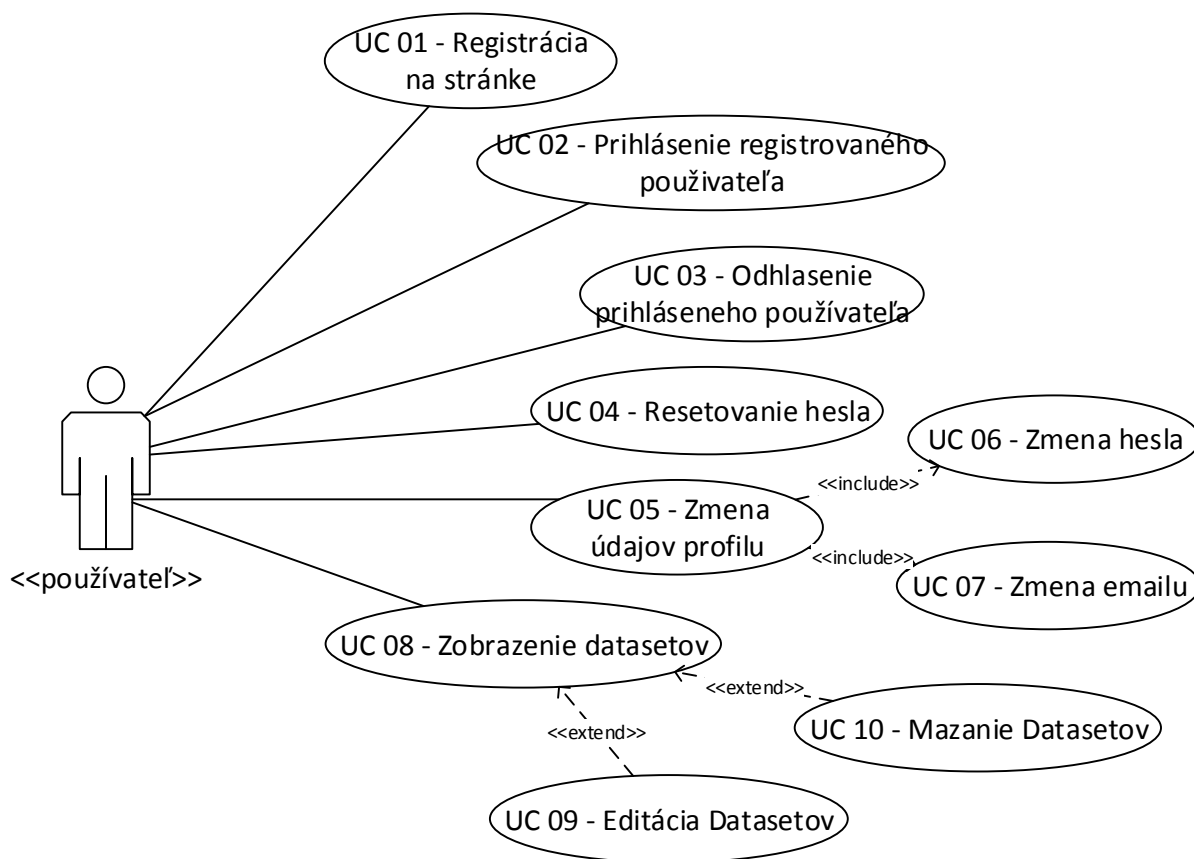 UC 01 - Registrácia
na stránke
UC 02 - Prihlásenie registrovaného
použivateľa
UC 03 - Odhlasenie
prihláseneho používateľa
UC 04 - Resetovanie hesla
UC 06 - Zmena hesla
<<include>>
UC 05 - Zmena
údajov profilu
<<include>>
UC 07 - Zmena emailu
<<používateľ>>
UC 08 - Zobrazenie datasetov
<<extend>>
UC 10 - Mazanie Datasetov
<<extend>>
UC 09 - Editácia Datasetov